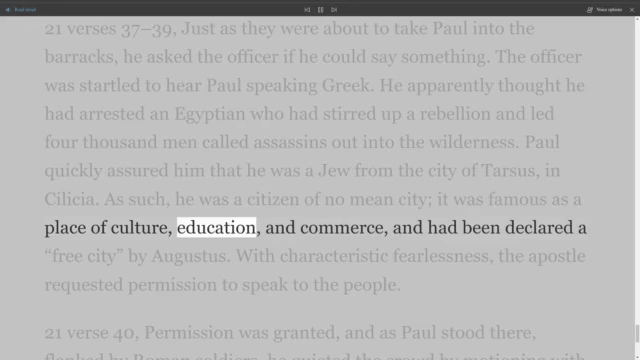 Read aloud
Voice options
21 verses 37–39, Just as they were about to take Paul into the
barracks, he asked the officer if he could say something. The officer
was startled to hear Paul speaking Greek. He apparently thought he
had arrested an Egyptian who had stirred up a rebellion and led
four thousand men called assassins out into the wilderness. Paul
quickly assured him that he was a Jew from the city of Tarsus, in
Cilicia. As such, he was a citizen of no mean city; it was famous as a
place of culture, education, and commerce, and had been declared a
“free city” by Augustus. With characteristic fearlessness, the apostle
requested permission to speak to the people.
21 verse 40, Permission was granted, and as Paul stood there,
flanked by Roman soldiers, he quieted the crowd by motioning with